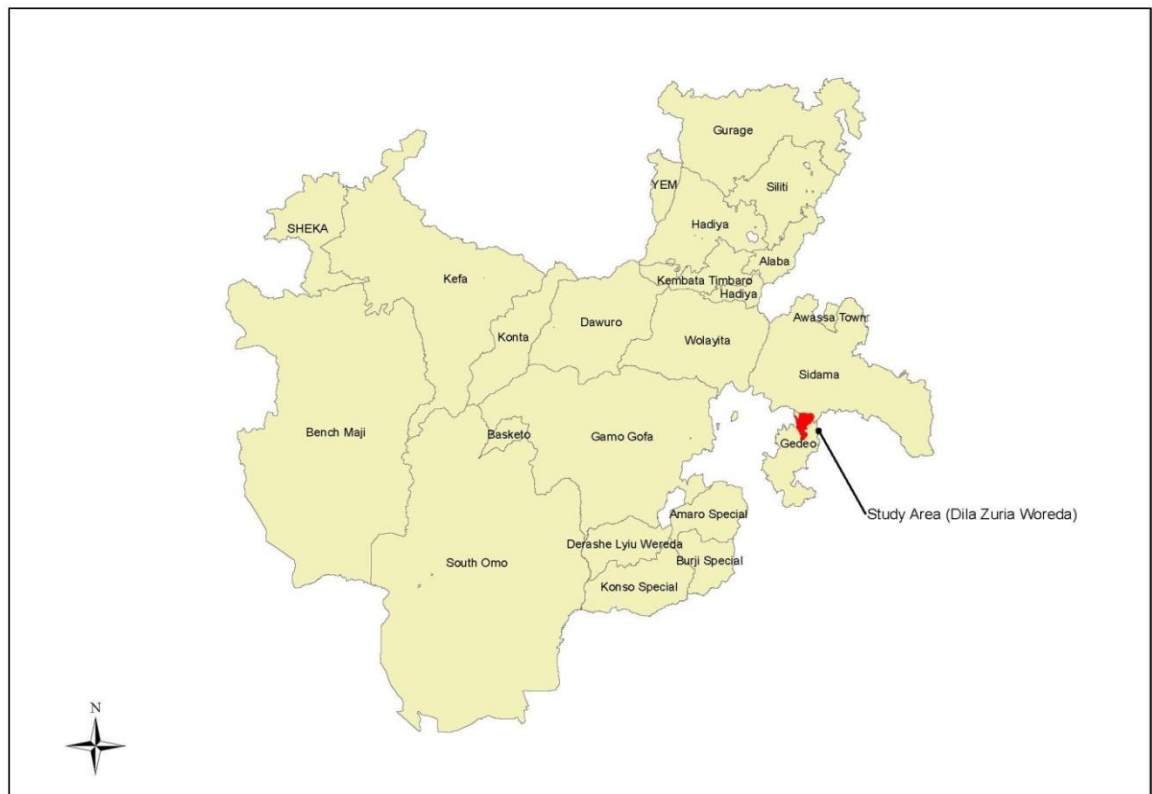 Gurage
YEM
Siliti
SHEKA
Hadiya
Alaba
Kefa
Kembata Timbaro
Hadiya
Awassa Town
Konta
Dawuro
Wolayita
Sidama
Bench Maji
Basketo
Gamo Gofa
Gedeo
Study Area (Dila Zuria Woreda)
Amaro Special
Derashe Lyiu Wereda
South Omo
Burji Special
Konso Special
N